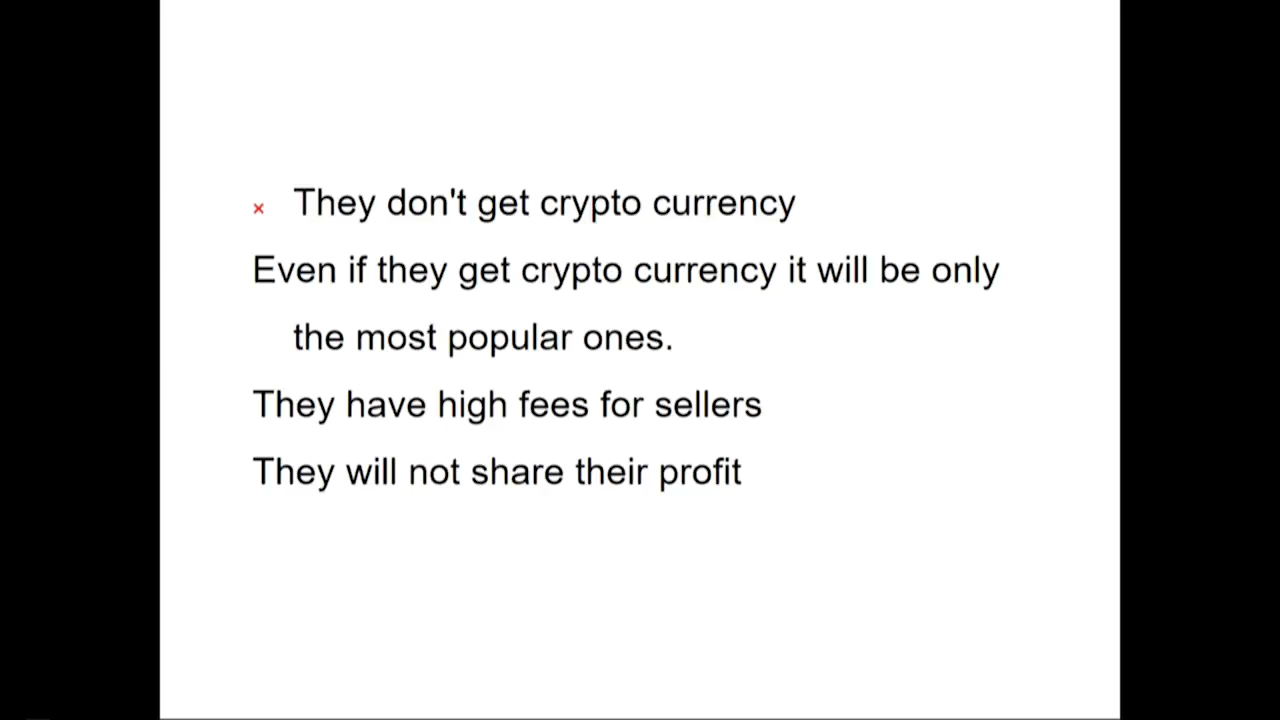 × They don't get crypto currency
Even if they get crypto currency it will be only
the most popular ones.
They have high fees for sellers
They will not share their profit